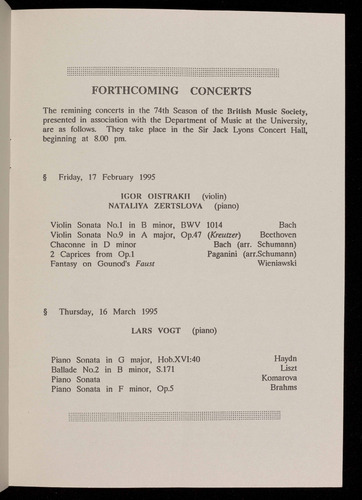 FORTHCOMING CONCERTS
The remining concerts in the 74th Season of the British Music Society,
presented in association with the Department of Music at the University,
are as follows. They take place in the Sir Jack Lyons Concert Hall,
beginning at 8.00 pm.
§ Friday, 17 February 1995
IGOR OISTRAKH (violin)
NATALIYA ZERTSLOVA (piano)
Violin Sonata No.1 in B minor, BWV 1014 Bach
Violin Sonata No.9 in A major, Op.47 (Kreutzer) Beethoven
Chaconne in D minor Bach (arr. Schumann)
2 Caprices from Op.1 Paganini (arr.Schumann)
Fantasy on Gounod's Faust Wieniawski
§ Thursday, 16 March 1995
LARS VOGT (piano)
Piano Sonata in G major, Hob.XVI:40 Haydn
Ballade No.2 in B minor, S.171 Liszt
Piano Sonata Komarova
Piano Sonata in F minor, Op.5 Brahms